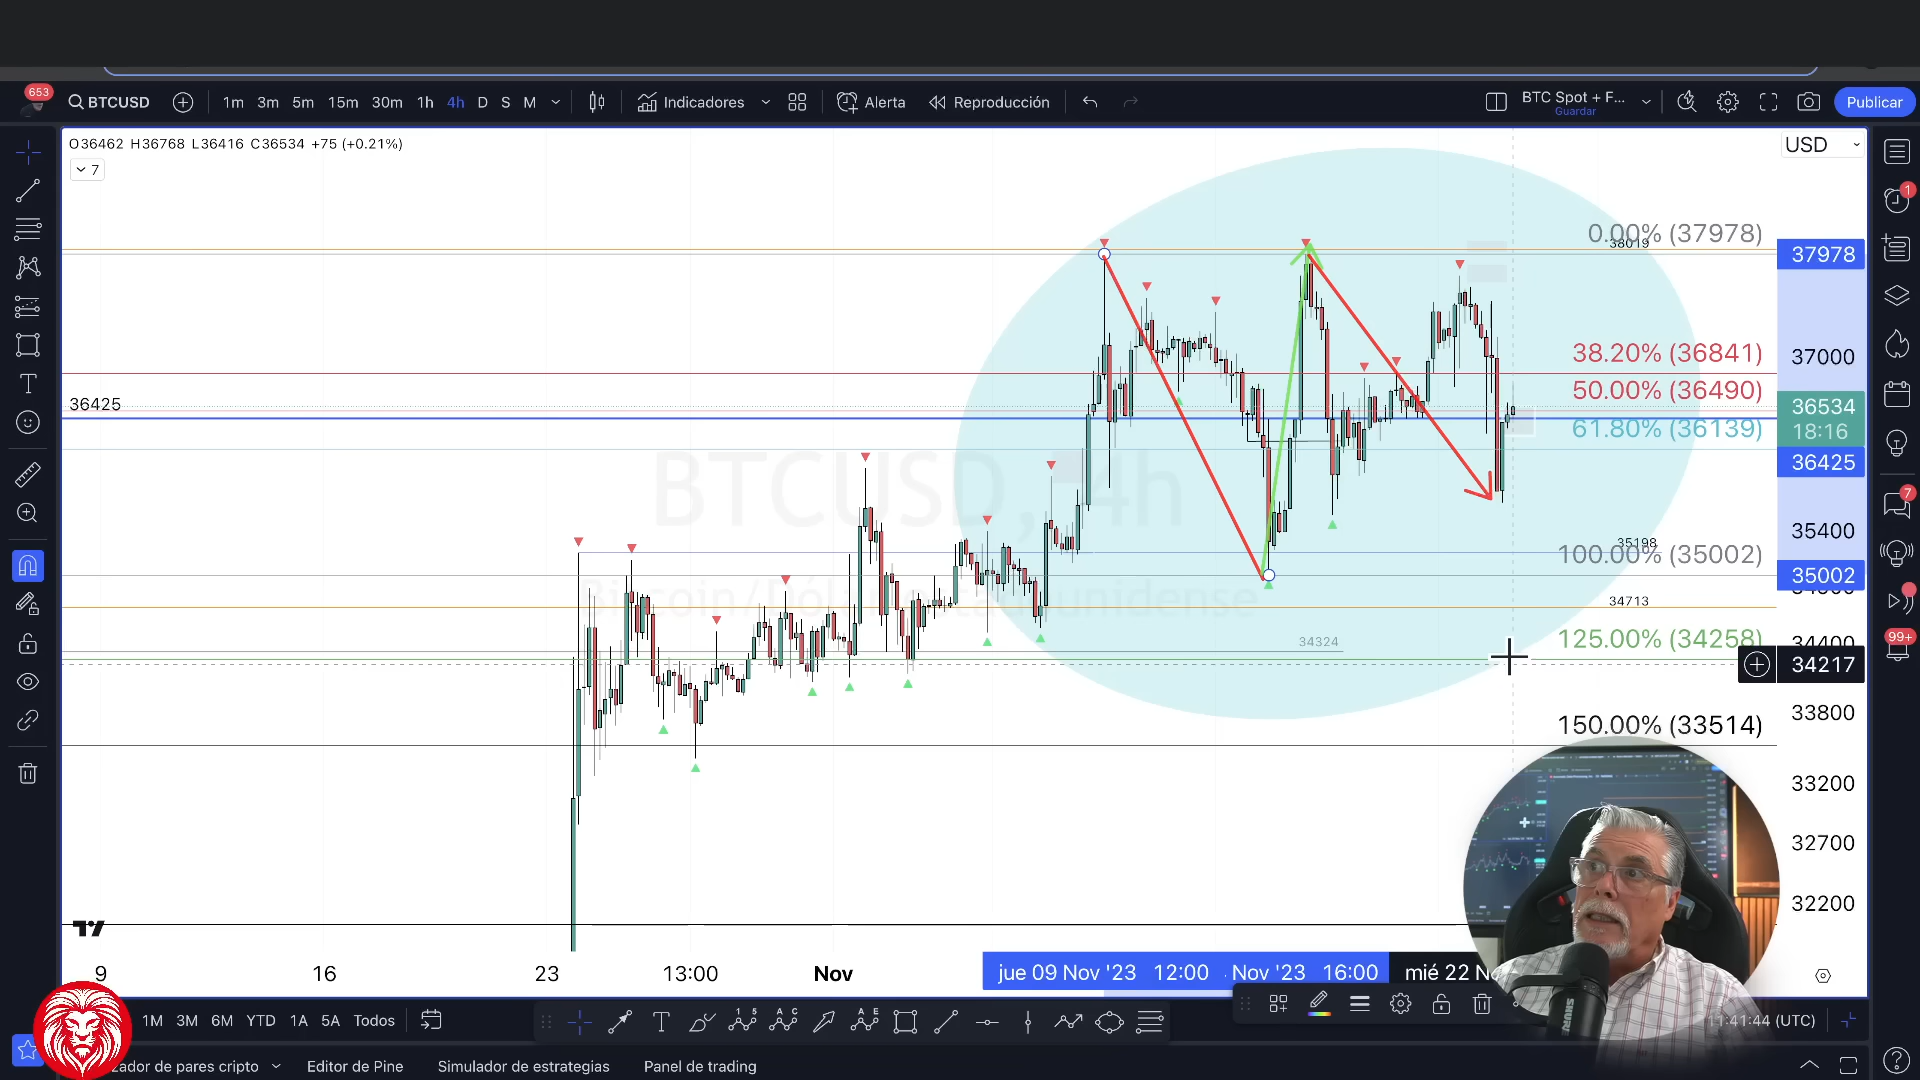 653
BTCUSD
1m 3m 5m 15m 30m 1h 4h D S M
Indicadores
Alerta
Reproducción
BTC Spot + F...
Guardar
Publicar
O36462 H36768 L36416 C36534 +75 (+0.21%)
7
USD
1
0.00% (37978)
38019
37978
38.20% (36841)
37000
50.00% (36490)
36425
36534
18:16
61.80% (36139)
36425
BTCUSD, 4h
7
35400
35198
100.00% (35002)
35002
34713
34324
125.00% (34258)
34400
99+
34217
150.00% (33514)
33800
33200
32700
32200
9 16 23 13:00 Nov
jue 09 Nov '23 12:00
Nov '23 16:00
mié 22
1M 3M 6M YTD 1A 5A Todos
11:41:44 (UTC)
SHURE
zador de pares cripto
Editor de Pine
Simulador de estrategias
Panel de trading